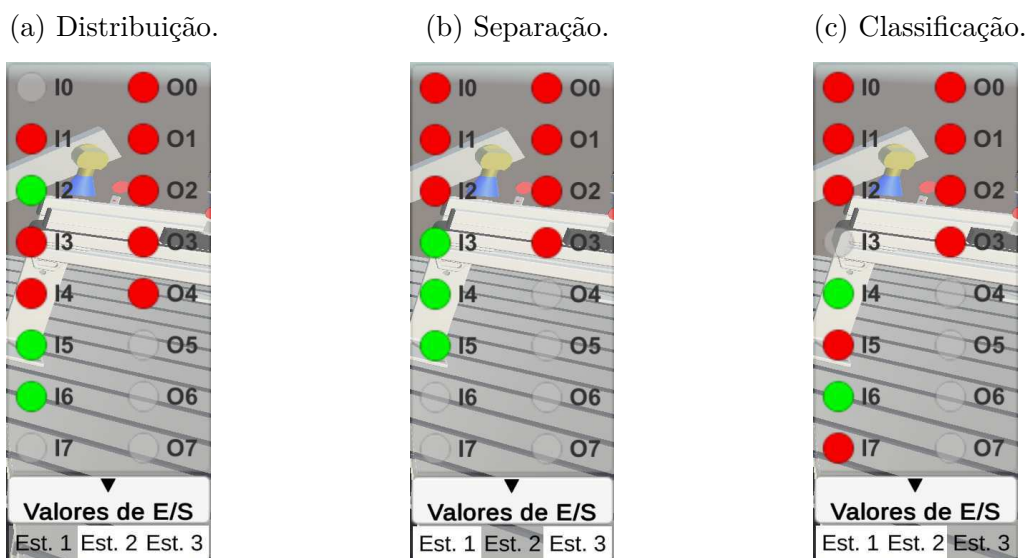 (a) Distribuição.
I0 O0
I1 O1
I2 O2
I3 O3
I4 O4
I5 O5
I6 O6
I7 O7
Valores de E/S
Est. 1 Est. 2 Est. 3
(b) Separação.
I0 O0
I1 O1
I2 O2
I3 O3
I4 O4
I5 O5
I6 O6
I7 O7
Valores de E/S
Est. 1 Est. 2 Est. 3
(c) Classificação.
I0 O0
I1 O1
I2 O2
I3 O3
I4 O4
I5 O5
I6 O6
I7 O7
Valores de E/S
Est. 1 Est. 2 Est. 3